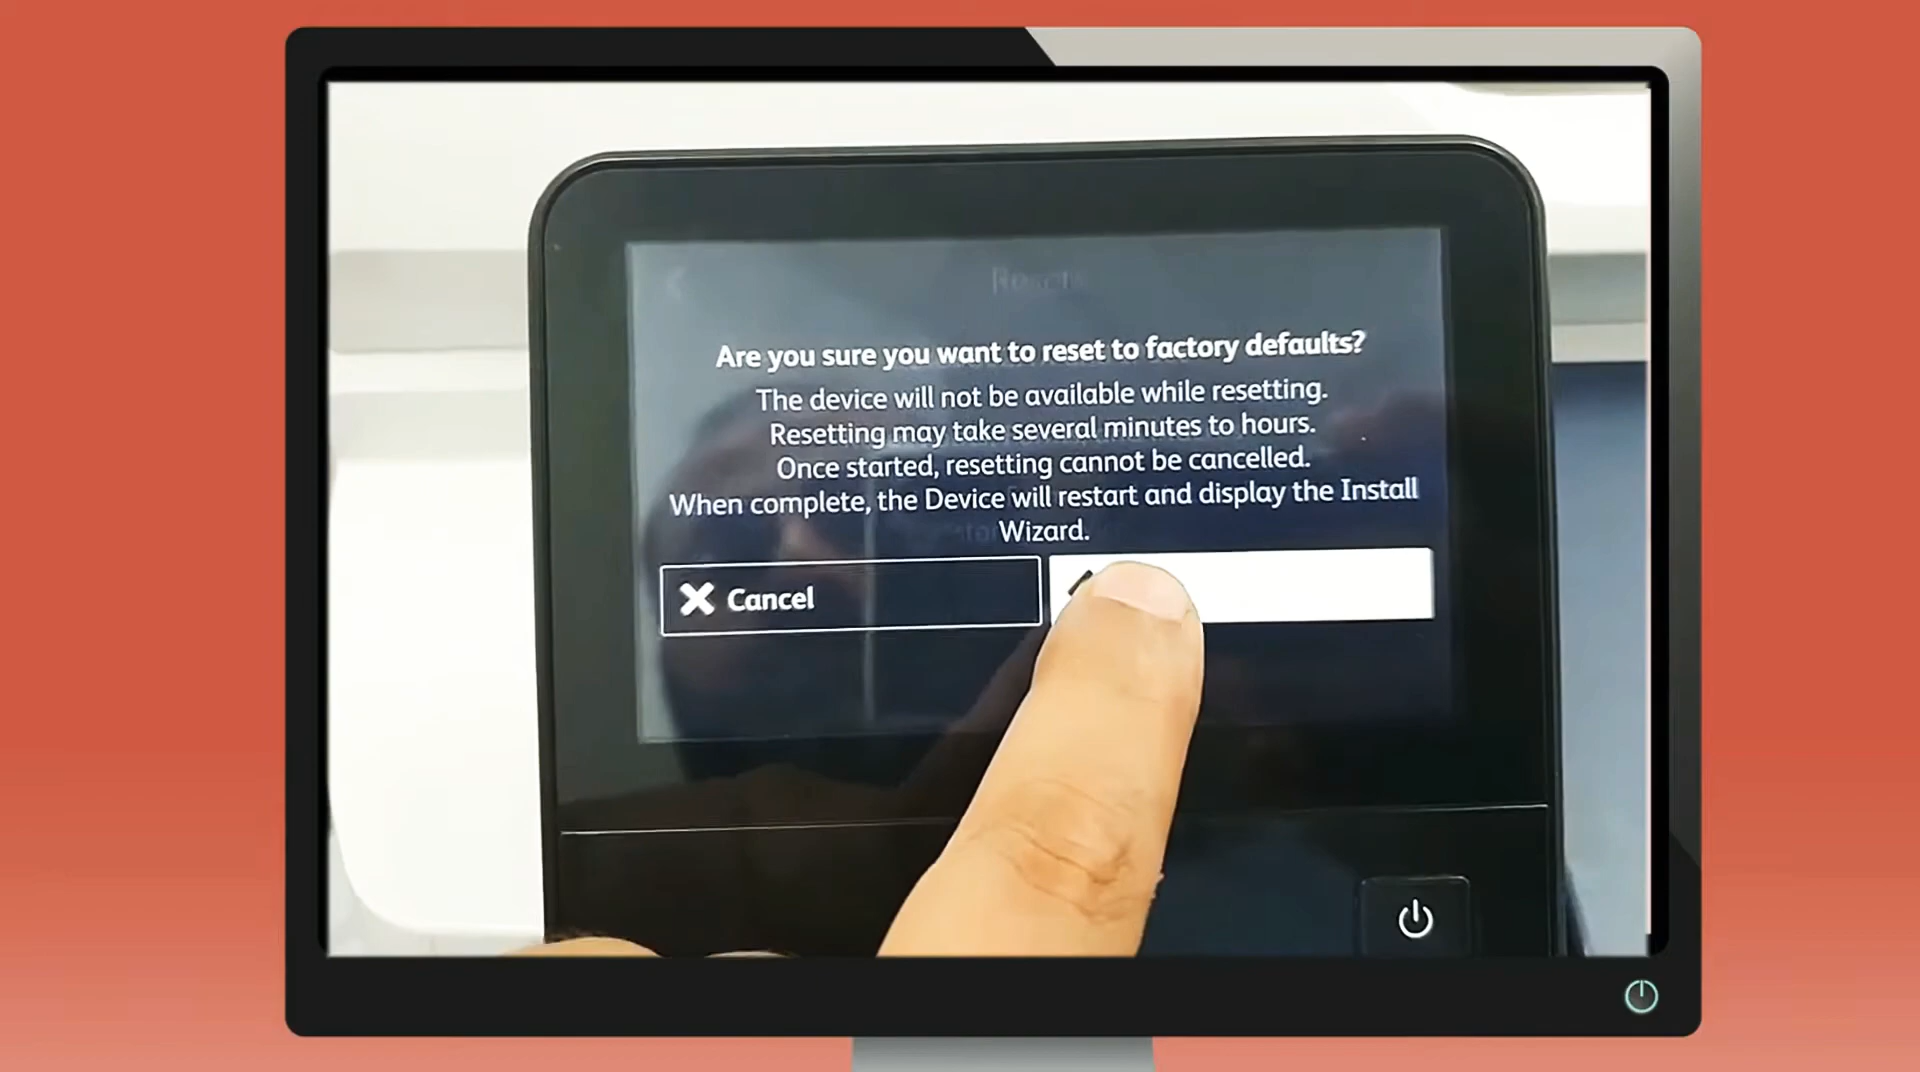 Resets
Are you sure you want to reset to factory defaults?
The device will not be available while resetting.
Resetting may take several minutes to hours.
Once started, resetting cannot be cancelled.
When complete, the Device will restart and display the Install
Wizard.
Cancel